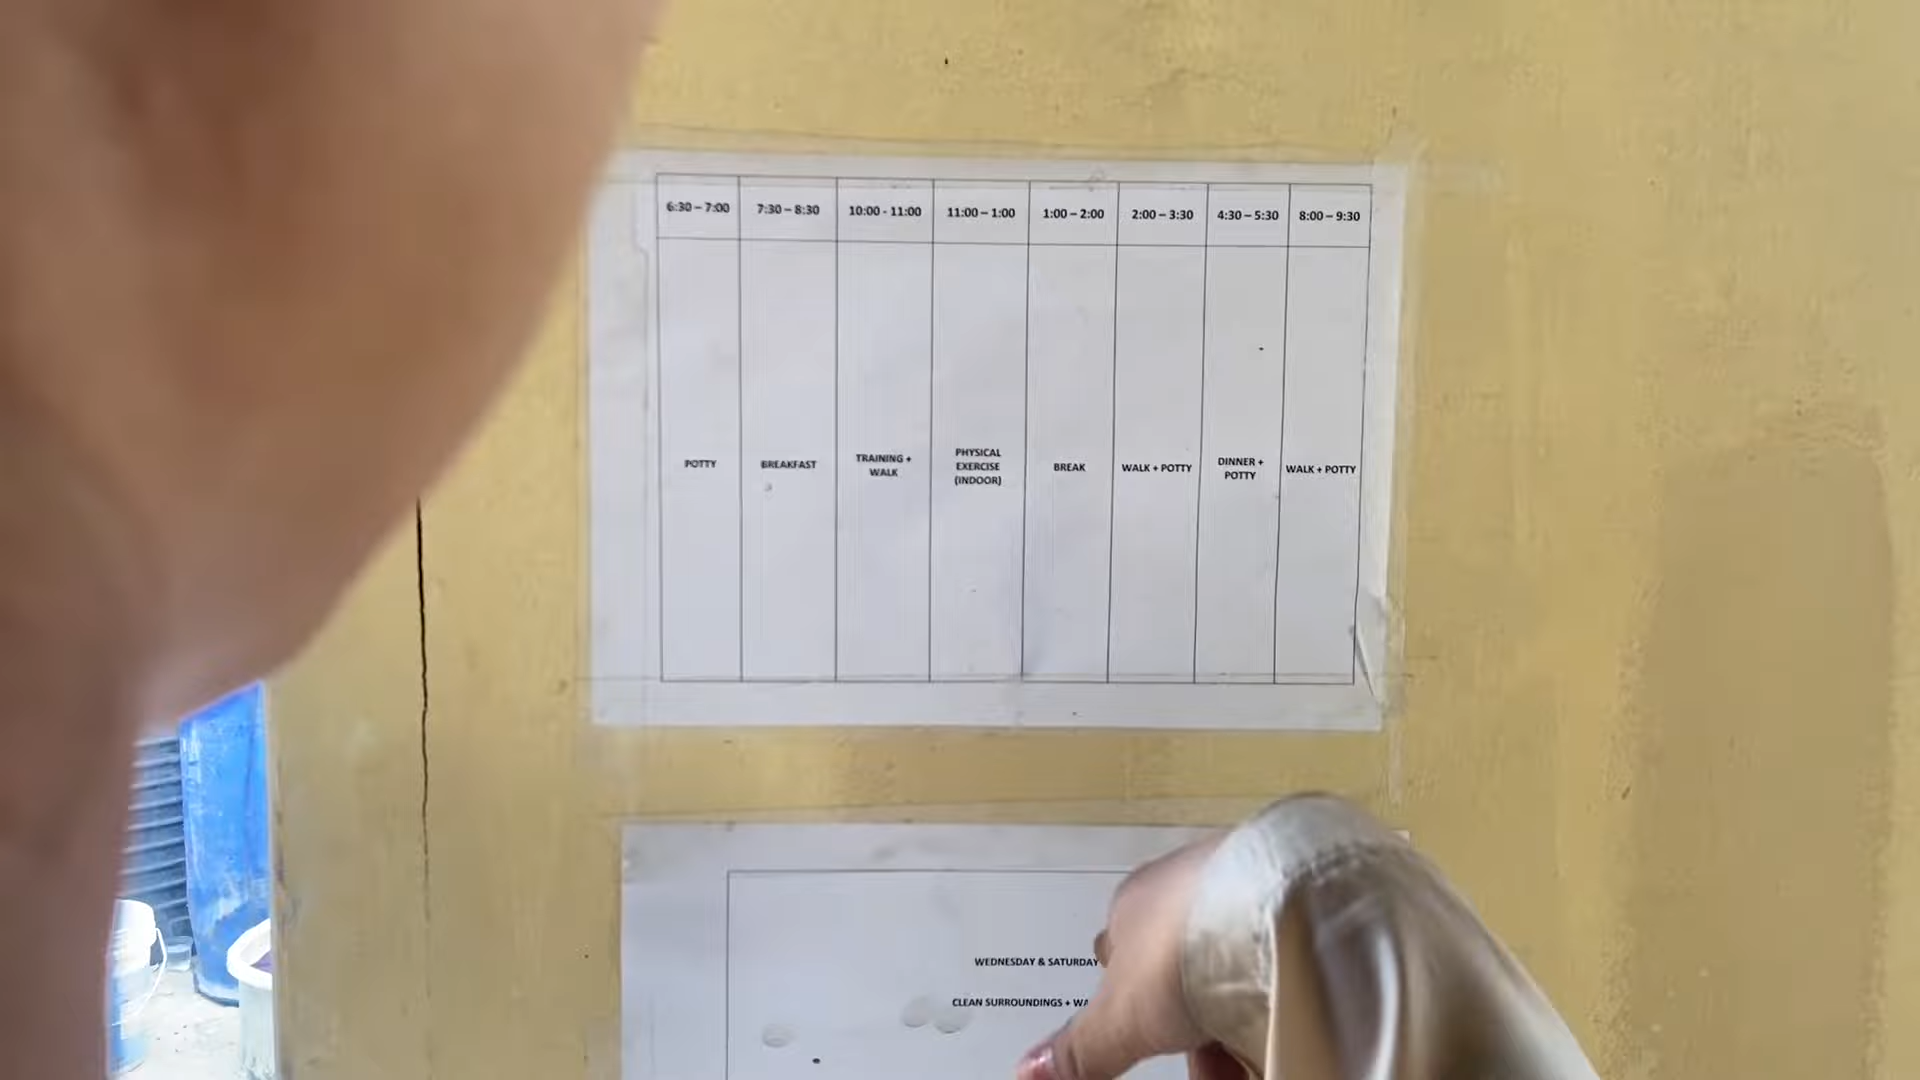 6:30 – 7:00 7:30 – 8:30 10:00 - 11:00 11:00 – 1:00 1:00 – 2:00 2:00 – 3:30 4:30 – 5:30 8:00 – 9:30
POTTY
BREAKFAST
TRAINING +
WALK
PHYSICAL
EXERCISE
(INDOOR)
BREAK
WALK + POTTY
DINNER +
POTTY
WALK + POTTY
WEDNESDAY & SATURDAY
CLEAN SURROUNDINGS +